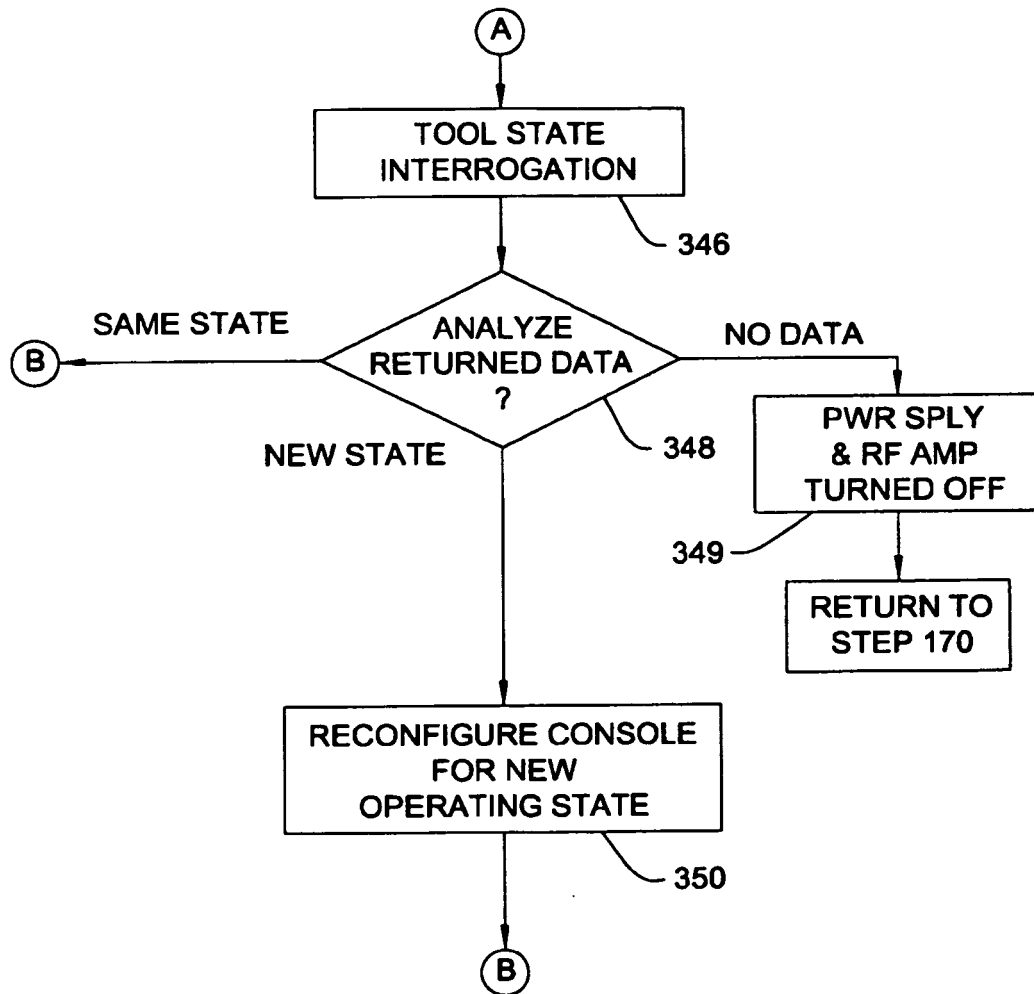 A
TOOL STATE
INTERROGATION
346
SAME STATE
B
ANALYZE
RETURNED DATA
?
NO DATA
348
NEW STATE
PWR SPLY
& RF AMP
TURNED OFF
349
RETURN TO
STEP 170
RECONFIGURE CONSOLE
FOR NEW
OPERATING STATE
350
B